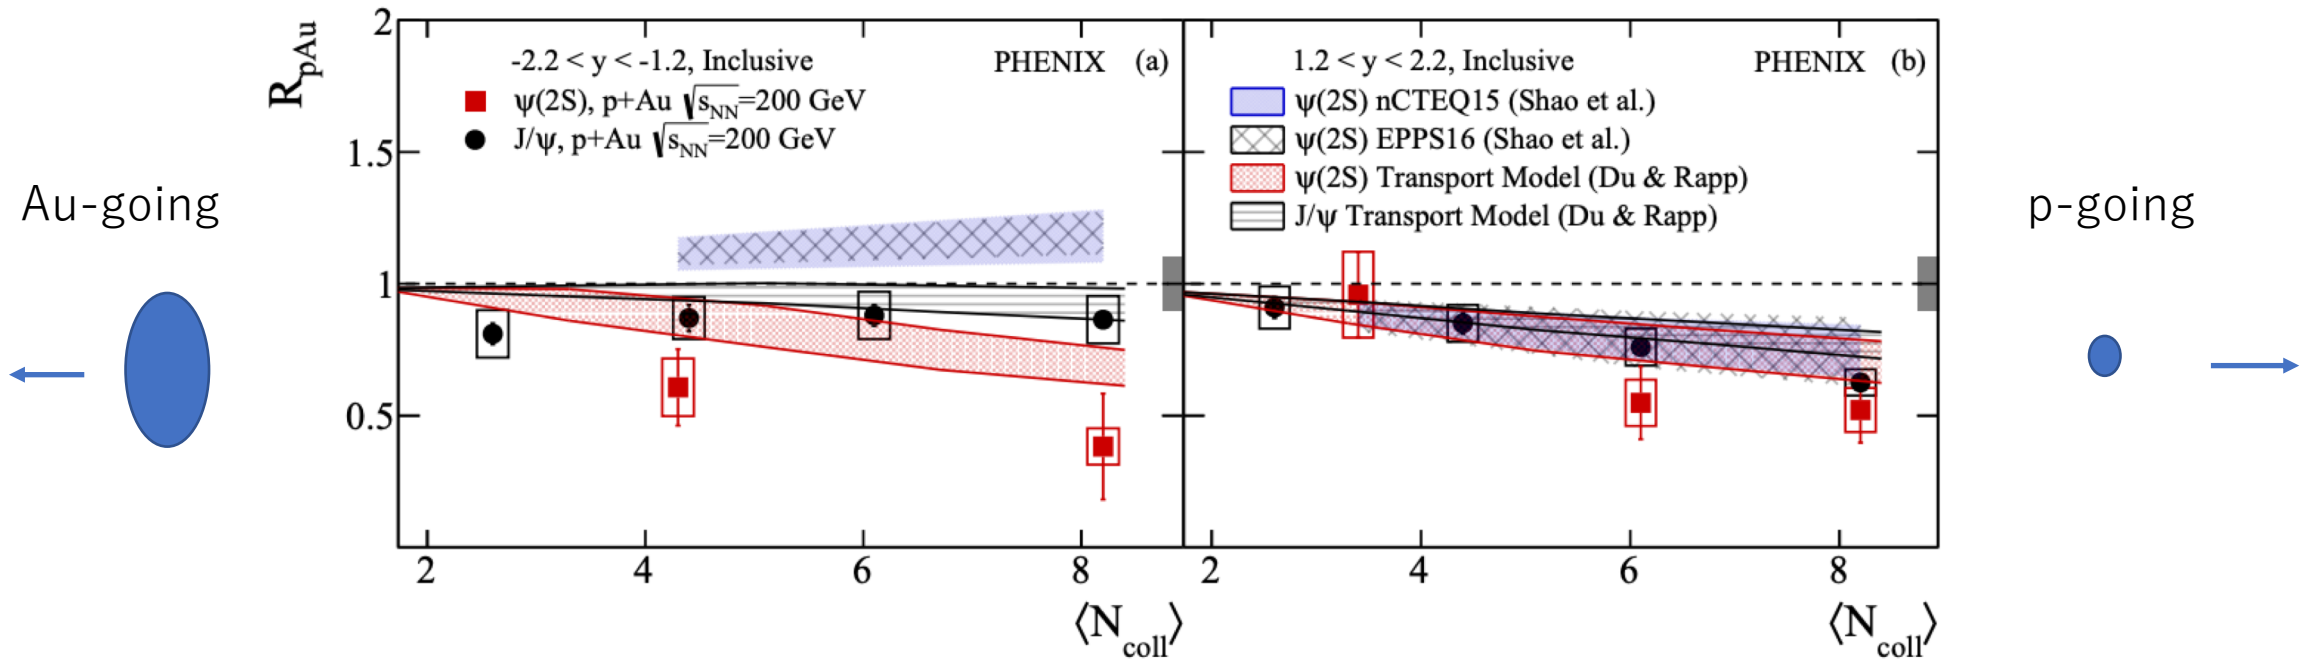 Au-going
R_pAu
2
1.5
1
0.5
-2.2 < y < -1.2, Inclusive
PHENIX (a)
ψ(2S), p+Au √s_NN=200 GeV
J/ψ, p+Au √s_NN=200 GeV
2 4 6 8
⟨N_coll⟩
1.2 < y < 2.2, Inclusive
PHENIX (b)
ψ(2S) nCTEQ15 (Shao et al.)
ψ(2S) EPPS16 (Shao et al.)
ψ(2S) Transport Model (Du & Rapp)
J/ψ Transport Model (Du & Rapp)
2 4 6 8
⟨N_coll⟩
p-going